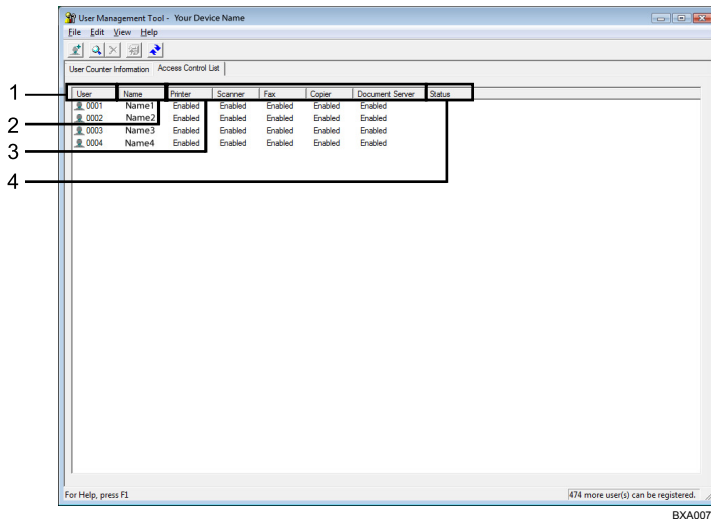 User Management Tool - Your Device Name
File Edit View Help
User Counter Information Access Control List
1
User Name Printer Scanner Fax Copier Document Server Status
0001 Name1 Enabled Enabled Enabled Enabled Enabled
2
0002 Name2 Enabled Enabled Enabled Enabled Enabled
0003 Name3 Enabled Enabled Enabled Enabled Enabled
3
0004 Name4 Enabled Enabled Enabled Enabled Enabled
4
For Help, press F1
474 more user(s) can be registered.
BXA007